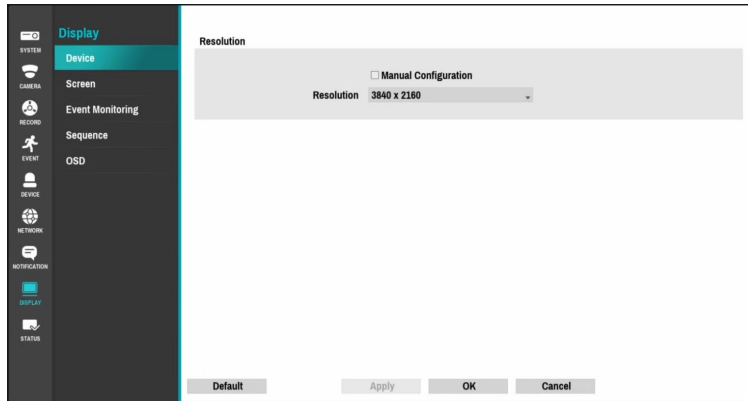 SYSTEM
CAMERA
RECORD
EVENT
DEVICE
NETWORK
NOTIFICATION
DISPLAY
STATUS
Display
Device
Screen
Event Monitoring
Sequence
OSD
Resolution
Manual Configuration
Resolution 3840 x 2160
Default Apply OK Cancel